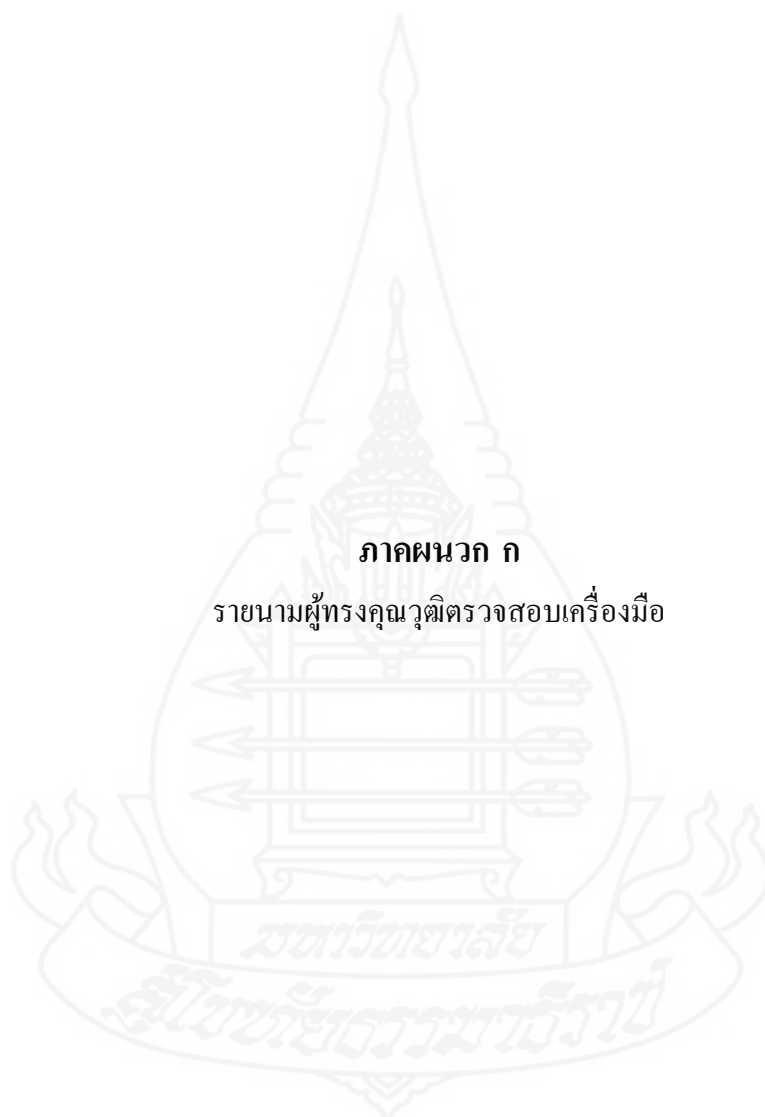 ภาคผนวก ก
รายนามผู้ทรงคุณวุฒิตรวจสอบเครื่องมือ
มหาวิทยาลัย
สุโขทัยธรรมาธิราช